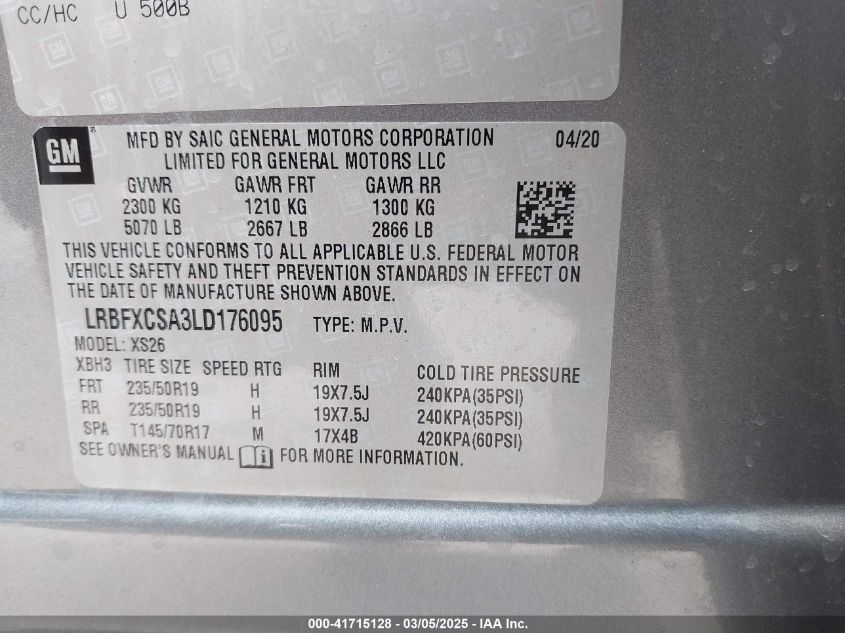 CC/HC U 500B
GM
MFD BY SAIC GENERAL MOTORS CORPORATION 04/20
LIMITED FOR GENERAL MOTORS LLC
GVWR GAWR FRT GAWR RR
2300 KG 1210 KG 1300 KG
5070 LB 2667 LB 2866 LB
THIS VEHICLE CONFORMS TO ALL APPLICABLE U.S. FEDERAL MOTOR
VEHICLE SAFETY AND THEFT PREVENTION STANDARDS IN EFFECT ON
THE DATE OF MANUFACTURE SHOWN ABOVE.
LRBFXCSA3LD176095 TYPE: M.P.V.
MODEL: XS26
XBH3 TIRE SIZE SPEED RTG RIM COLD TIRE PRESSURE
FRT 235/50R19 H 19X7.5J 240KPA(35PSI)
RR 235/50R19 H 19X7.5J 240KPA(35PSI)
SPA T145/70R17 M 17X4B 420KPA(60PSI)
SEE OWNER'S MANUAL i FOR MORE INFORMATION.
000-41715128 - 03/05/2025 - IAA Inc.